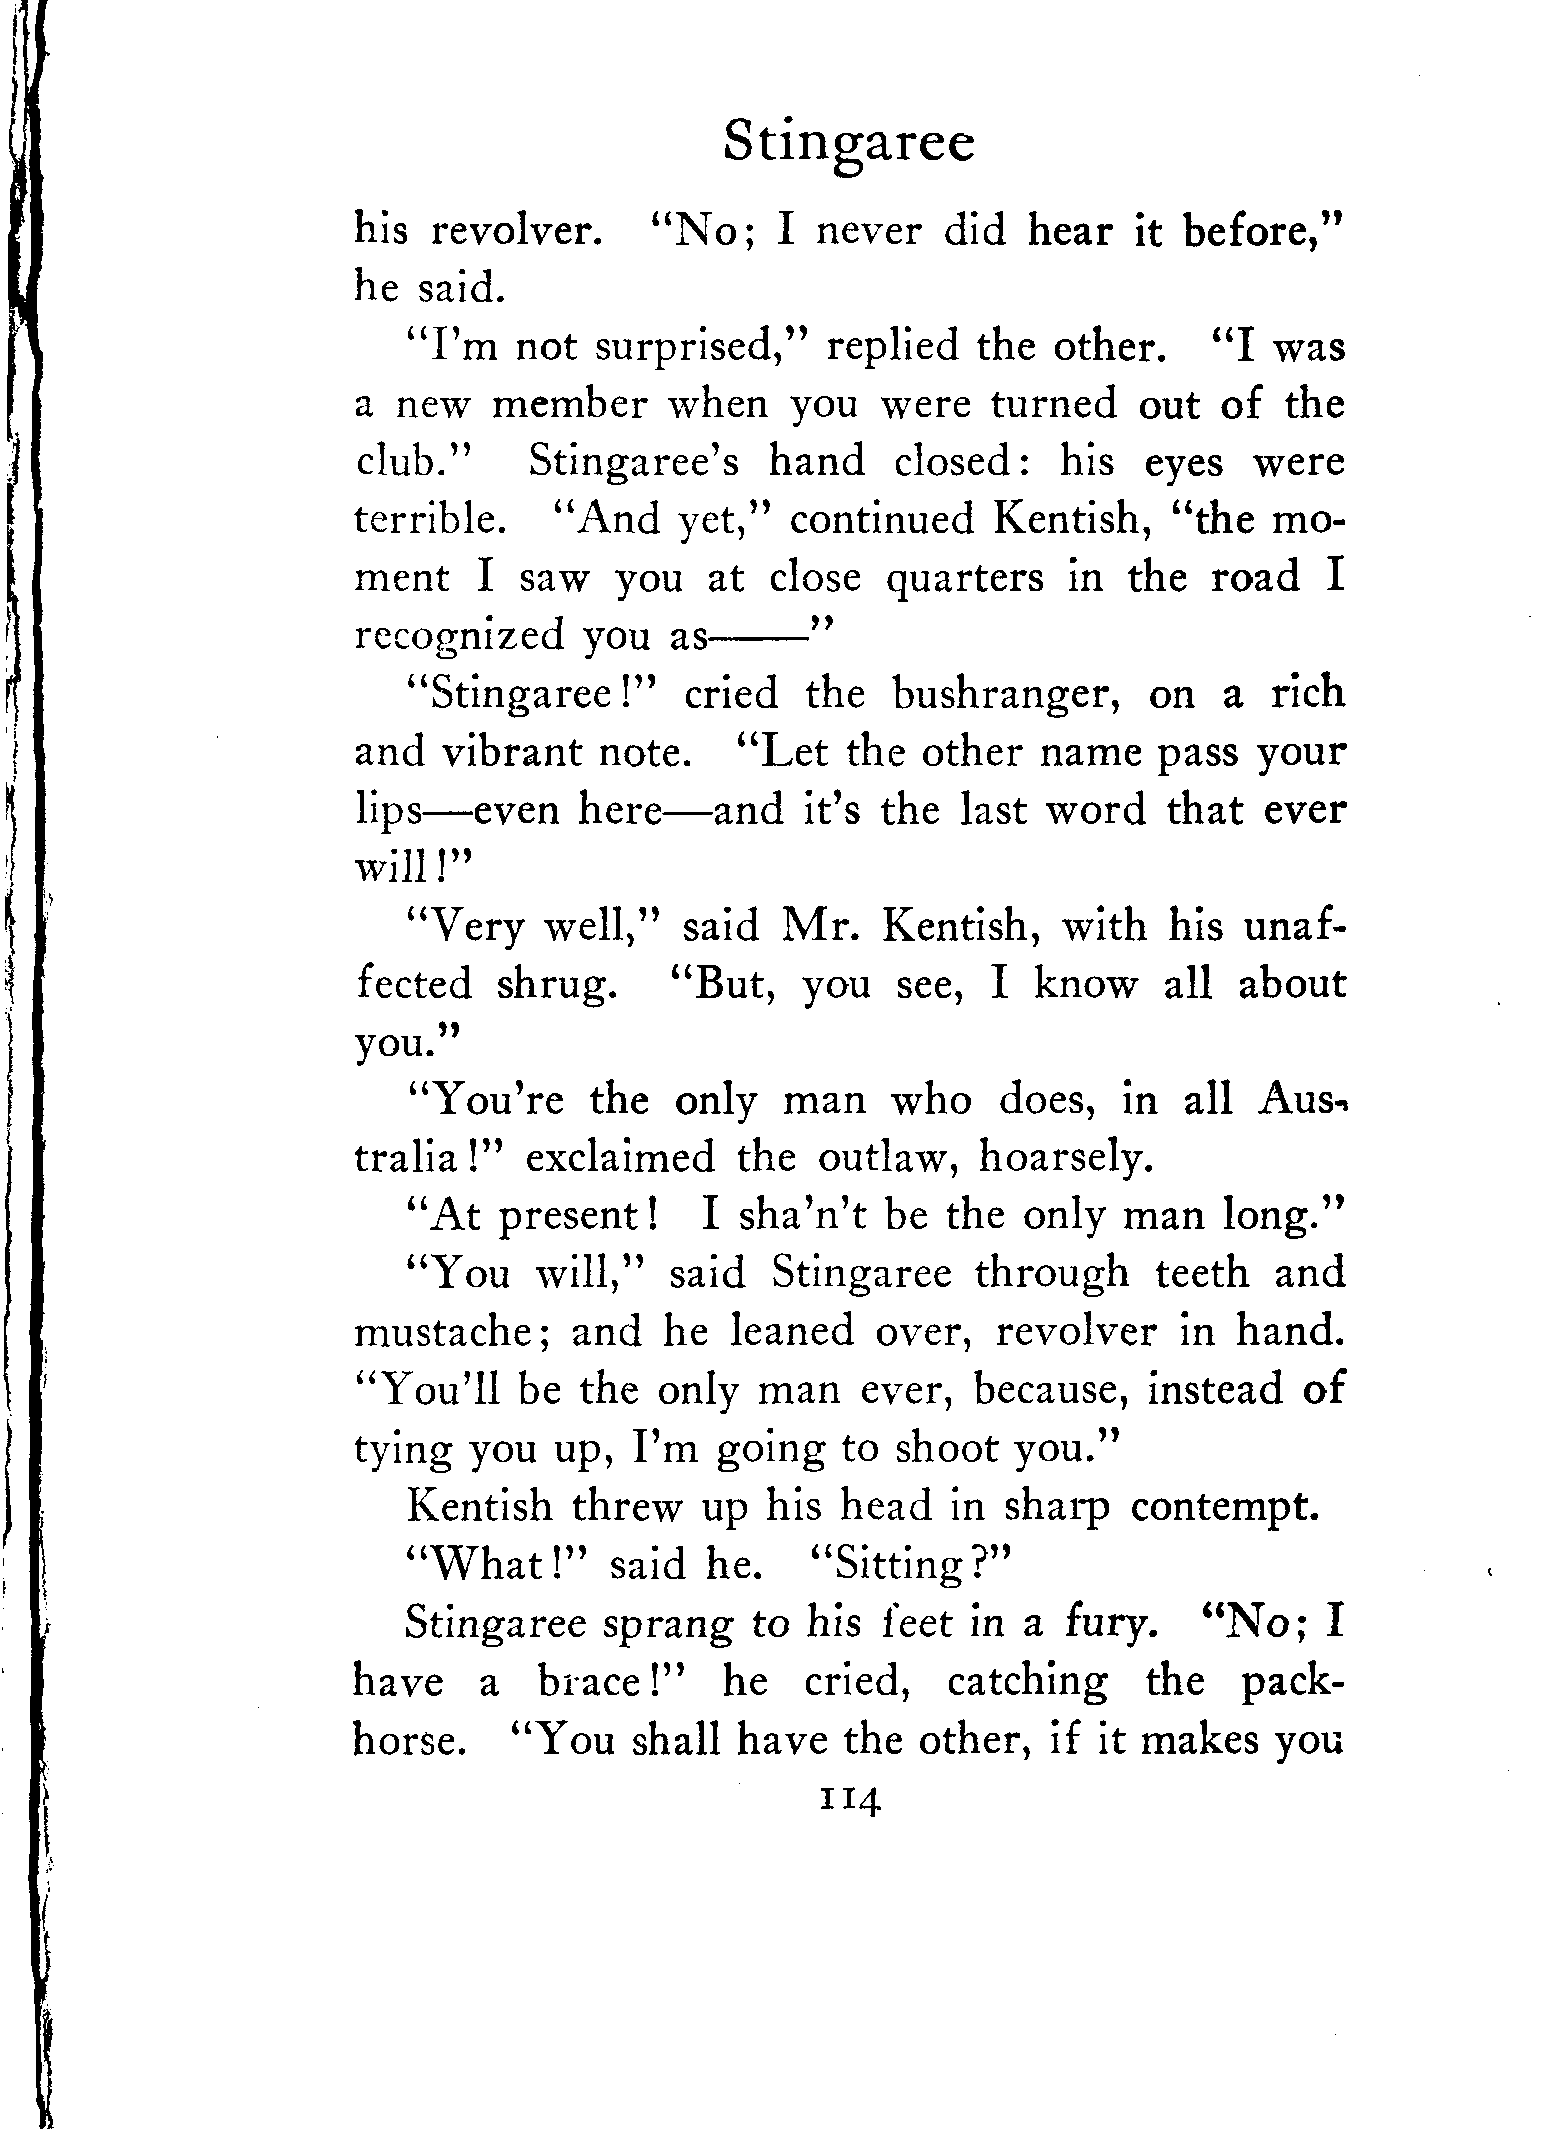 Stingaree
his revolver. “No; I never did hear it before,”
he said.
“I’m not surprised,” replied the other. “I was
a new member when you were turned out of the
club.” Stingaree’s hand closed: his eyes were
terrible. “And yet,” continued Kentish, “the mo-
ment I saw you at close quarters in the road I
recognized you as——”
“Stingaree!” cried the bushranger, on a rich
and vibrant note. “Let the other name pass your
lips—even here—and it’s the last word that ever
will!”
“Very well,” said Mr. Kentish, with his unaf-
fected shrug. “But, you see, I know all about
you.”
“You’re the only man who does, in all Aus-
tralia!” exclaimed the outlaw, hoarsely.
“At present! I sha’n’t be the only man long.”
“You will,” said Stingaree through teeth and
mustache; and he leaned over, revolver in hand.
“You’ll be the only man ever, because, instead of
tying you up, I’m going to shoot you.”
Kentish threw up his head in sharp contempt.
“What!” said he. “Sitting?”
Stingaree sprang to his feet in a fury. “No; I
have a brace!” he cried, catching the pack-
horse. “You shall have the other, if it makes you
114